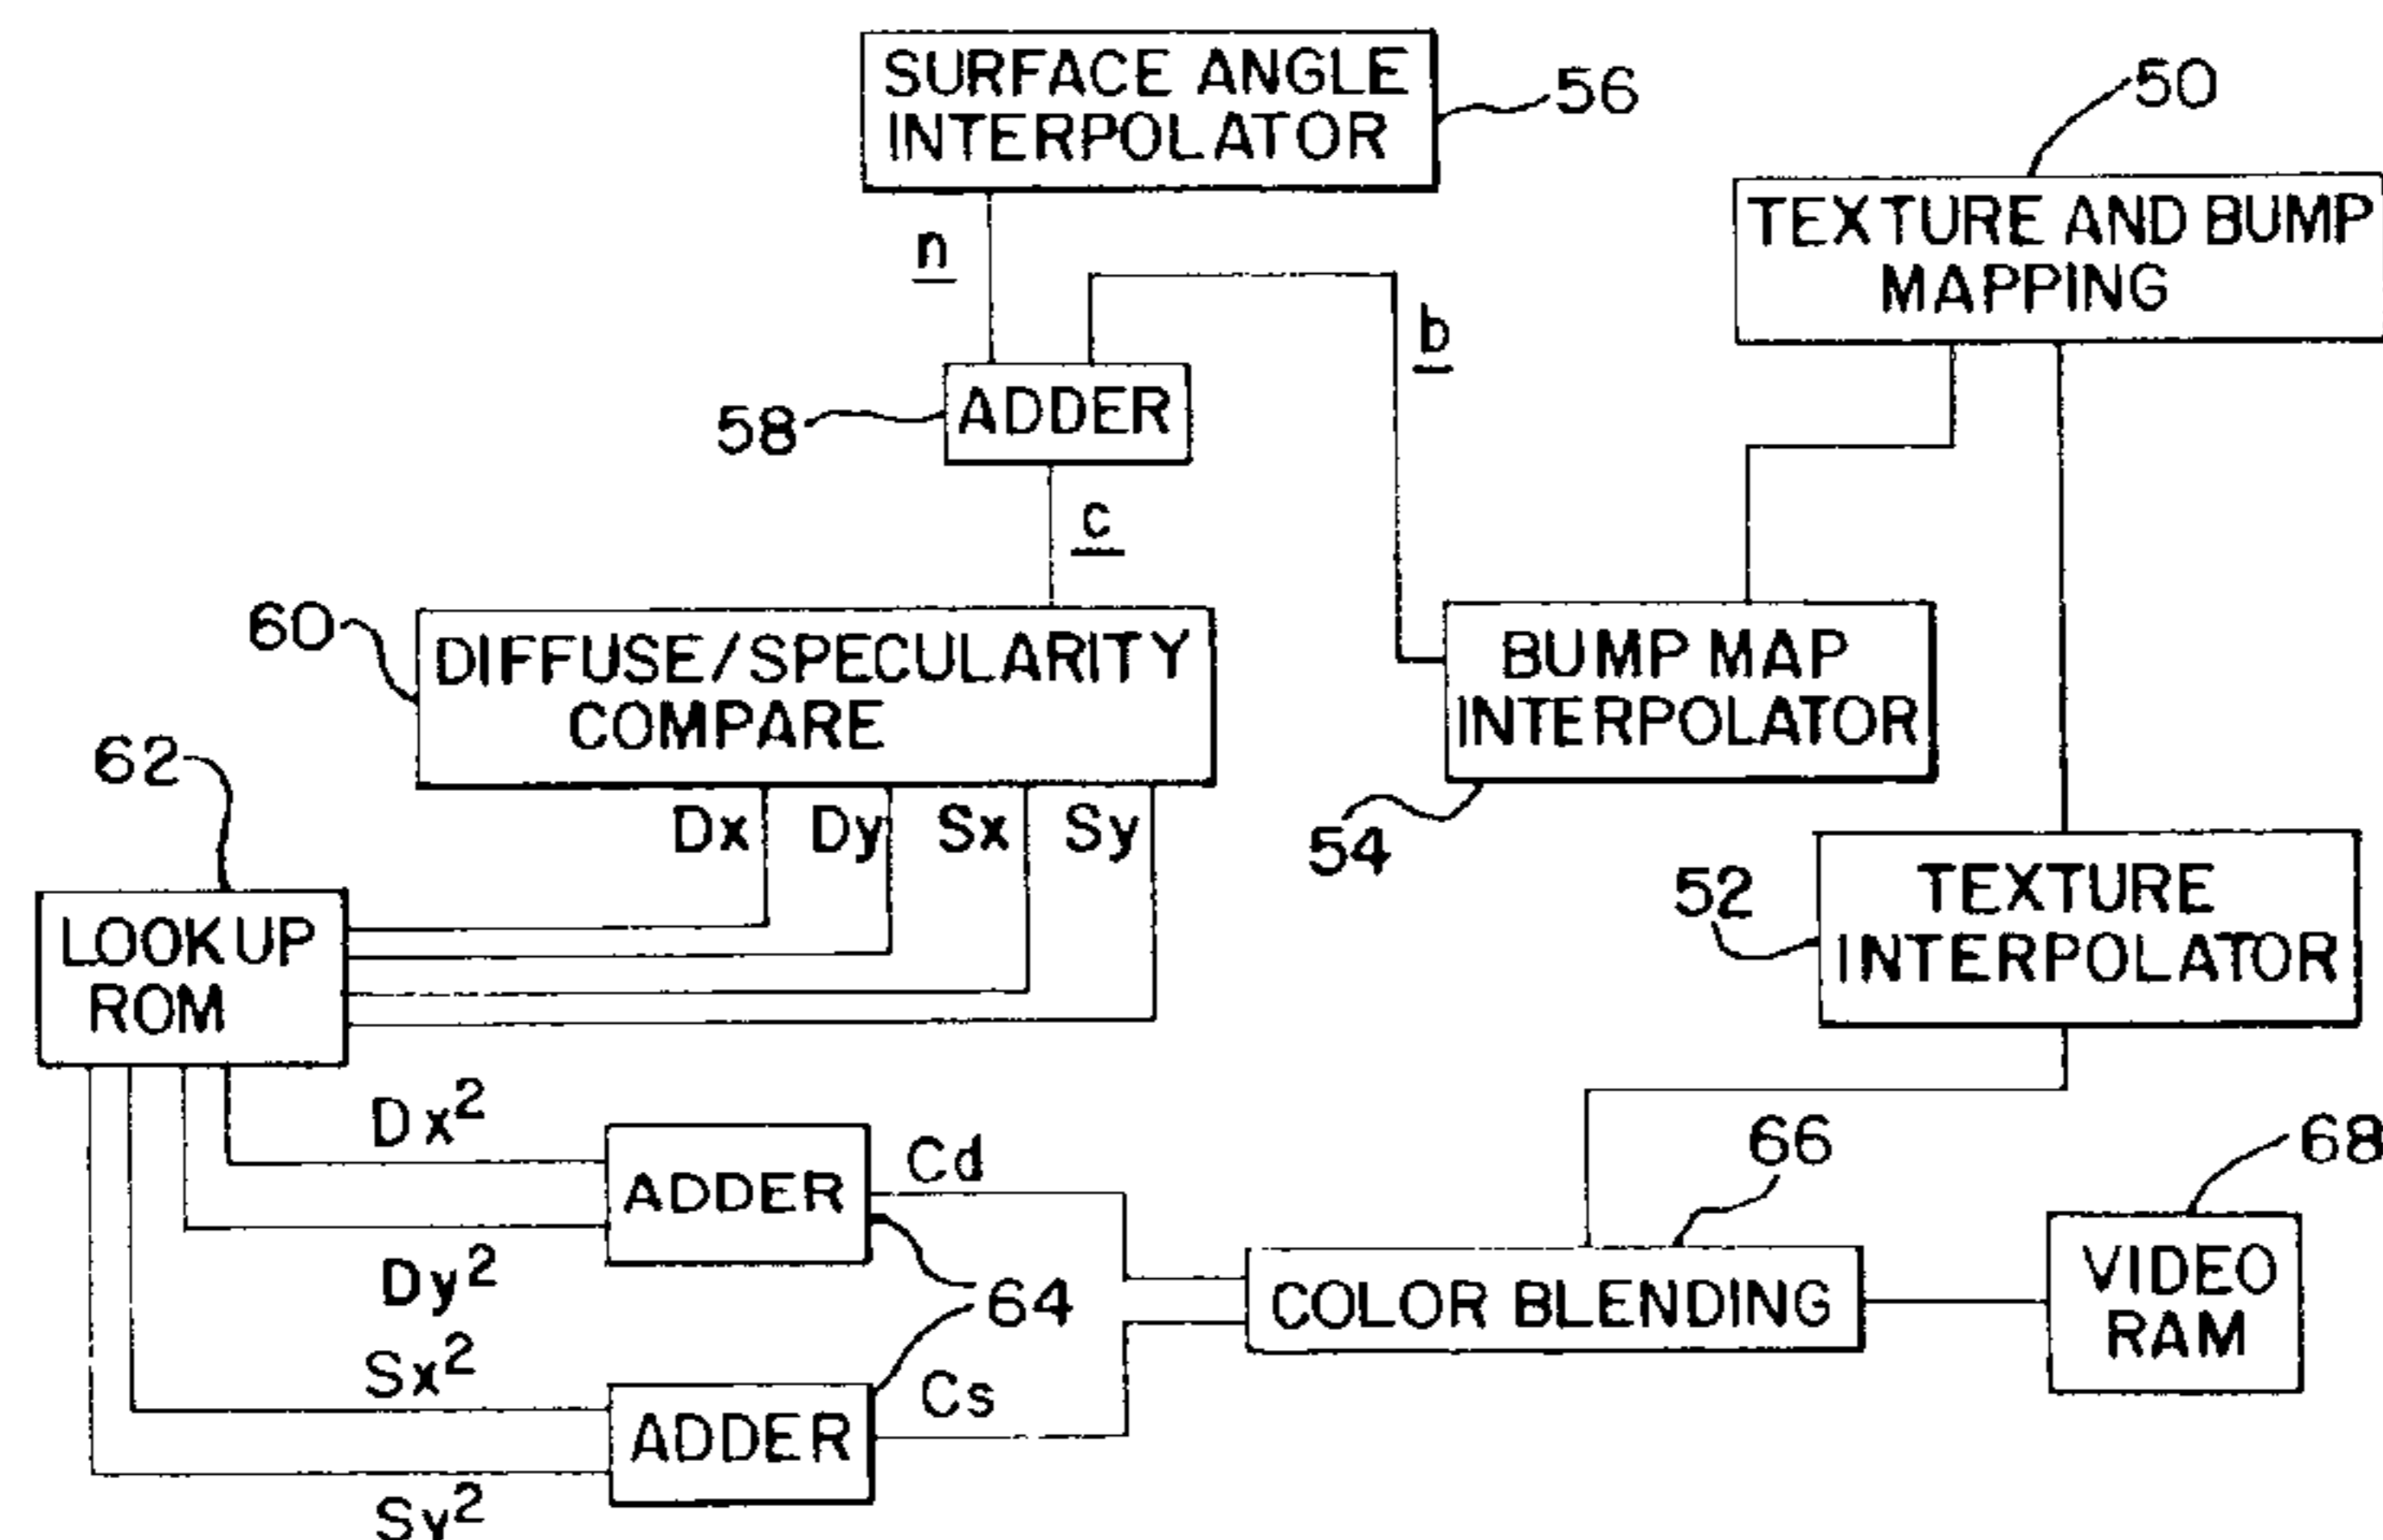 SURFACE ANGLE
INTERPOLATOR
56
50
TEXTURE AND BUMP
MAPPING
n
b
58
ADDER
c
60
DIFFUSE/SPECULARITY
COMPARE
BUMP MAP
INTERPOLATOR
54
62
Dx Dy Sx Sy
LOOKUP
ROM
52
TEXTURE
INTERPOLATOR
Dx²
ADDER
Cd
Dy²
64
66
68
COLOR BLENDING
VIDEO
RAM
Sx²
ADDER
Cs
Sy²